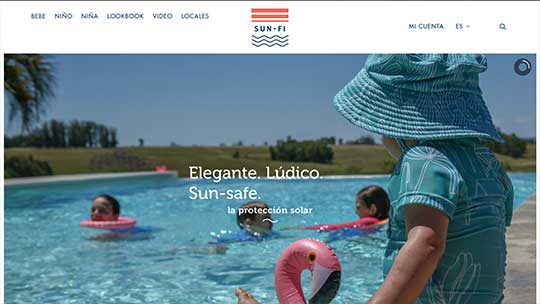 BEBE NIÑO NIÑA LOOKBOOK VIDEO LOCALES
SUN-FI
MI CUENTA ES
Elegante. Lúdico.
Sun-safe.
la protección solar